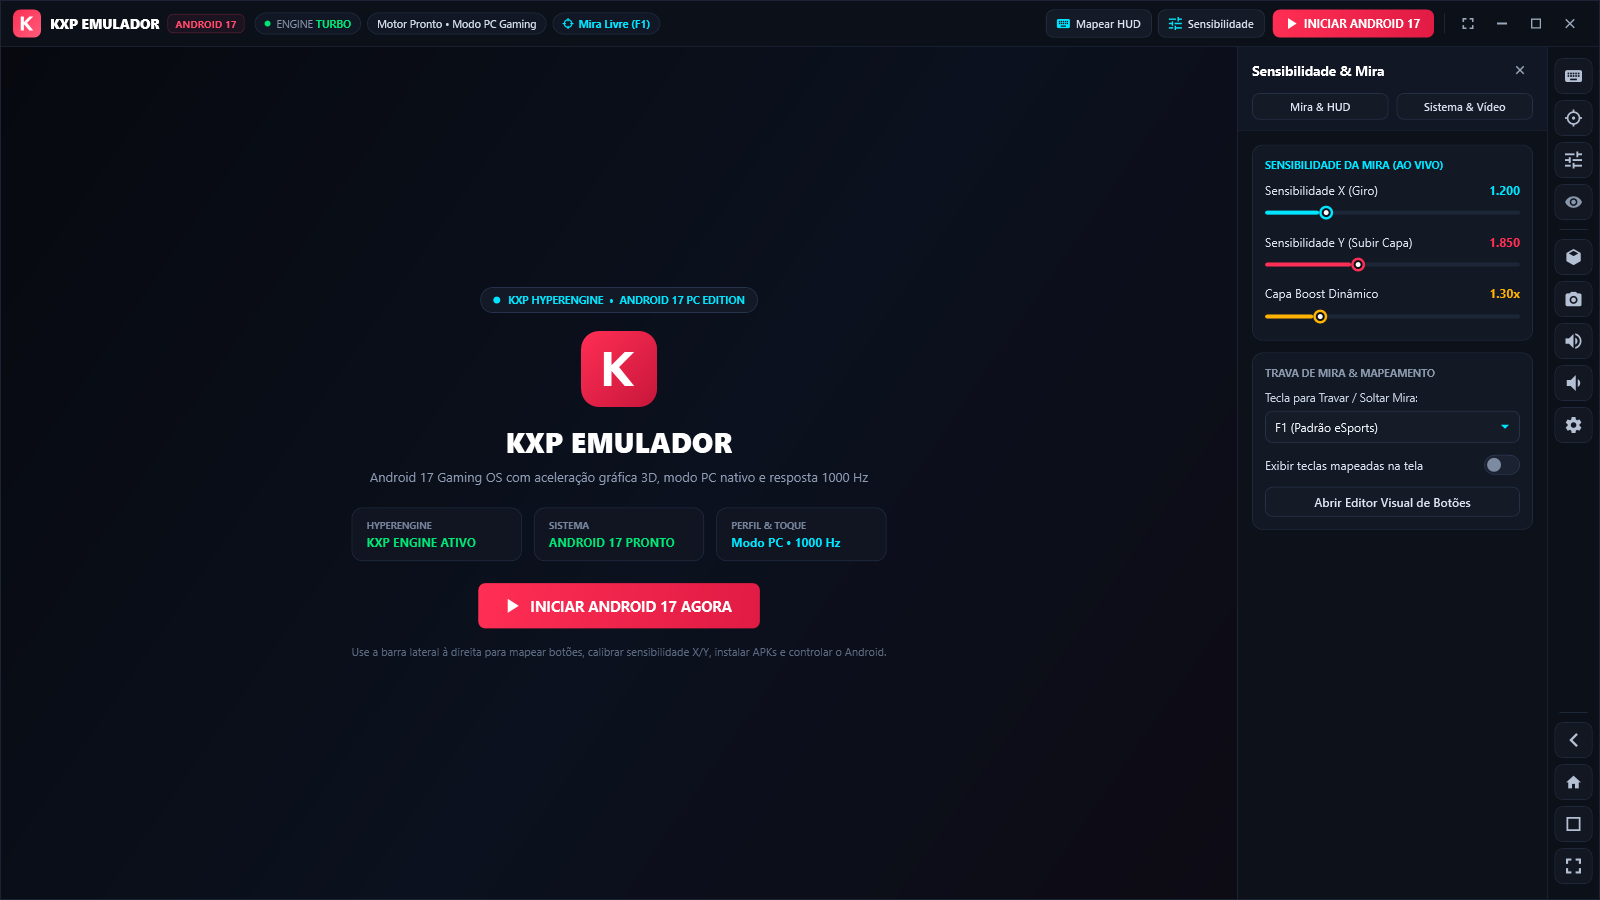 K KXP EMULADOR ANDROID 17 ENGINE TURBO Motor Pronto • Modo PC Gaming Mira Livre (F1) Mapear HUD Sensibilidade INICIAR ANDROID 17
Sensibilidade & Mira
Mira & HUD Sistema & Vídeo
SENSIBILIDADE DA MIRA (AO VIVO)
Sensibilidade X (Giro) 1.200
Sensibilidade Y (Subir Capa) 1.850
Capa Boost Dinâmico 1.30x
TRAVA DE MIRA & MAPEAMENTO
Tecla para Travar / Soltar Mira:
F1 (Padrão eSports)
Exibir teclas mapeadas na tela
Abrir Editor Visual de Botões
KXP HYPERENGINE • ANDROID 17 PC EDITION
K
KXP EMULADOR
Android 17 Gaming OS com aceleração gráfica 3D, modo PC nativo e resposta 1000 Hz
HYPERENGINE
KXP ENGINE ATIVO
SISTEMA
ANDROID 17 PRONTO
PERFIL & TOQUE
Modo PC • 1000 Hz
INICIAR ANDROID 17 AGORA
Use a barra lateral à direita para mapear botões, calibrar sensibilidade X/Y, instalar APKs e controlar o Android.